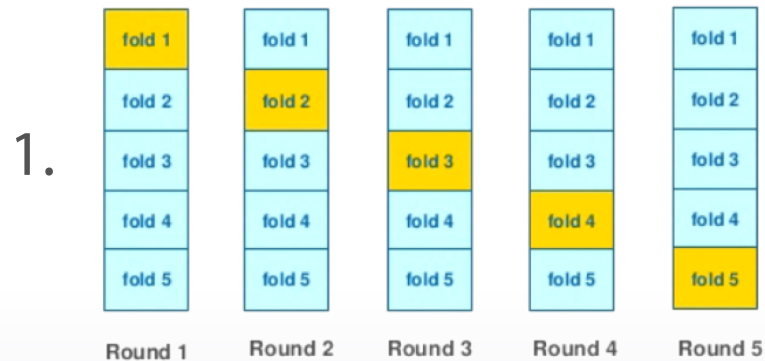 1.
fold 1 fold 1 fold 1 fold 1 fold 1
fold 2 fold 2 fold 2 fold 2 fold 2
fold 3 fold 3 fold 3 fold 3 fold 3
fold 4 fold 4 fold 4 fold 4 fold 4
fold 5 fold 5 fold 5 fold 5 fold 5
Round 1 Round 2 Round 3 Round 4 Round 5